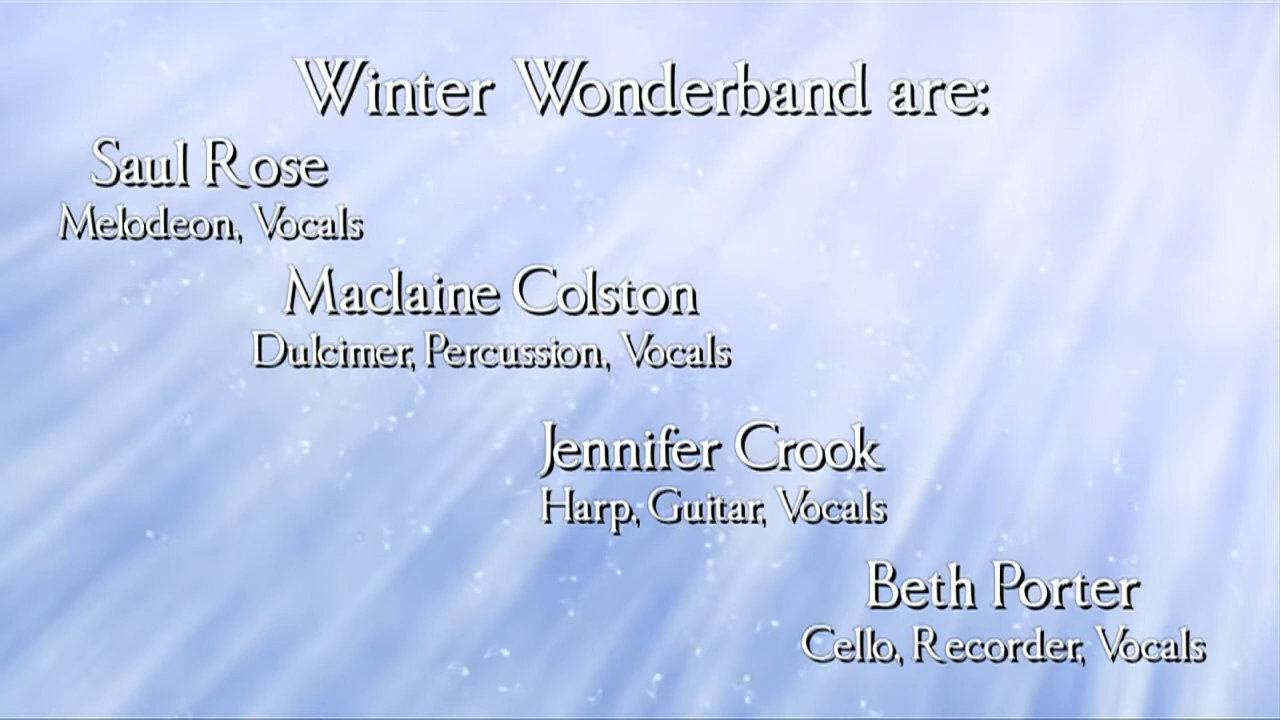 Winter Wonderband are:
Saul Rose
Melodeon, Vocals
Maclaine Colston
Dulcimer, Percussion, Vocals
Jennifer Crook
Harp, Guitar, Vocals
Beth Porter
Cello, Recorder, Vocals